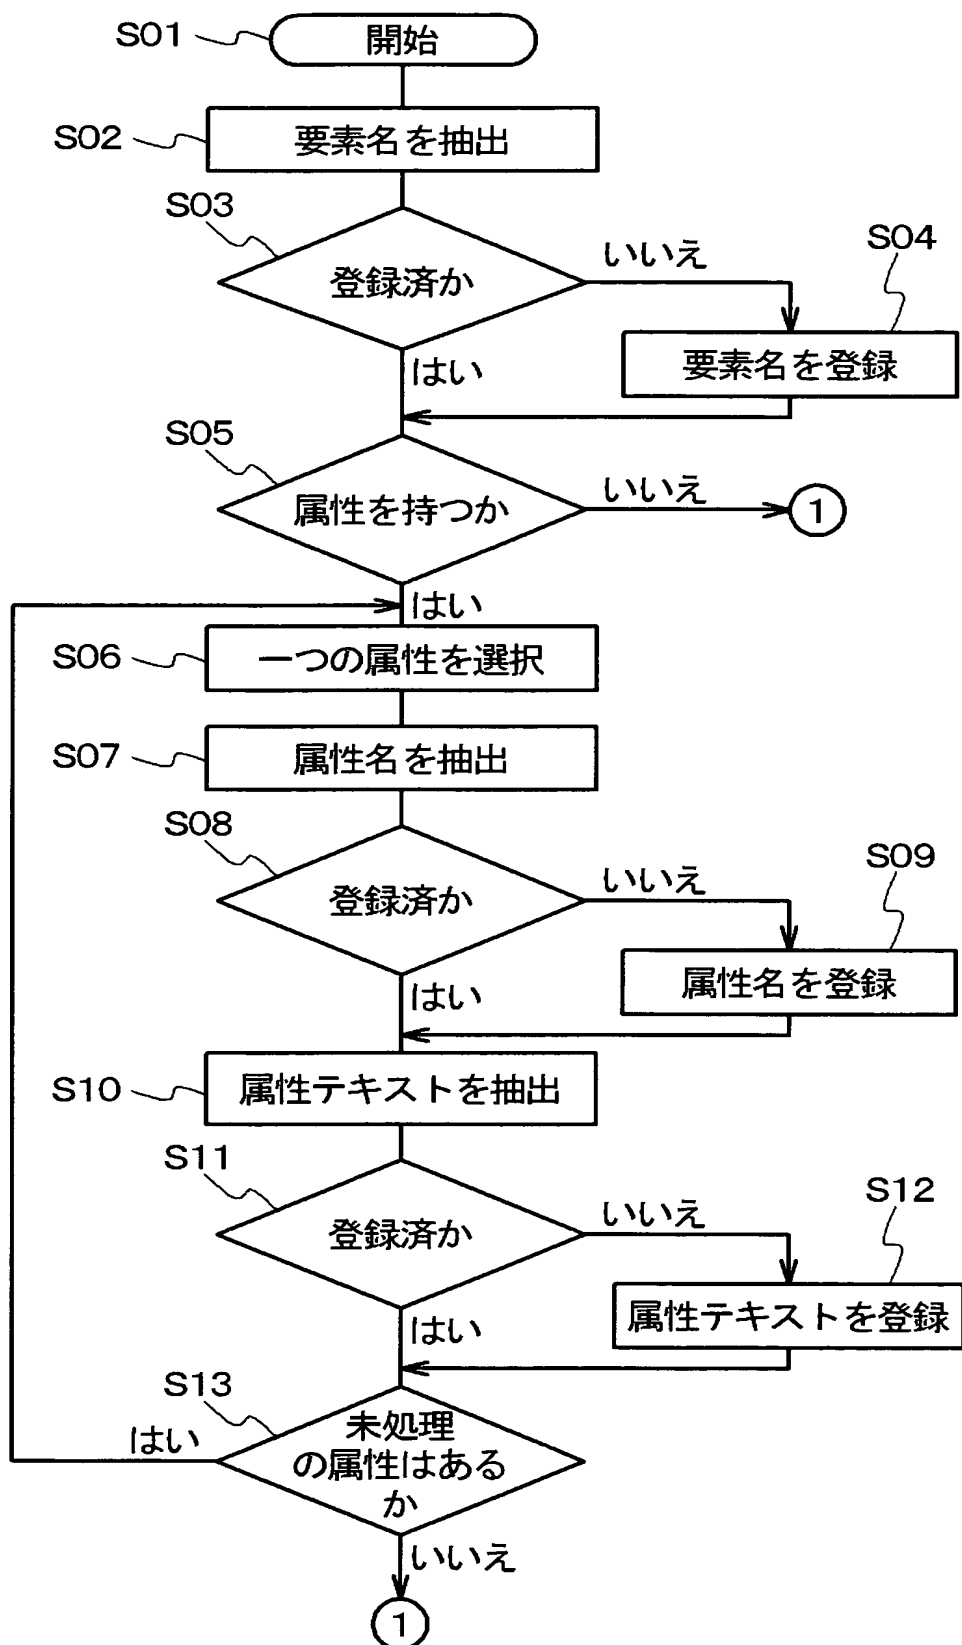 S01
開始
S02
要素名を抽出
S03
登録済か
いいえ
S04
要素名を登録
はい
S05
属性を持つか
いいえ
1
はい
S06
一つの属性を選択
S07
属性名を抽出
S08
登録済か
いいえ
S09
属性名を登録
はい
S10
属性テキストを抽出
S11
登録済か
いいえ
S12
属性テキストを登録
はい
S13
はい
未処理
の属性はある
か
いいえ
1